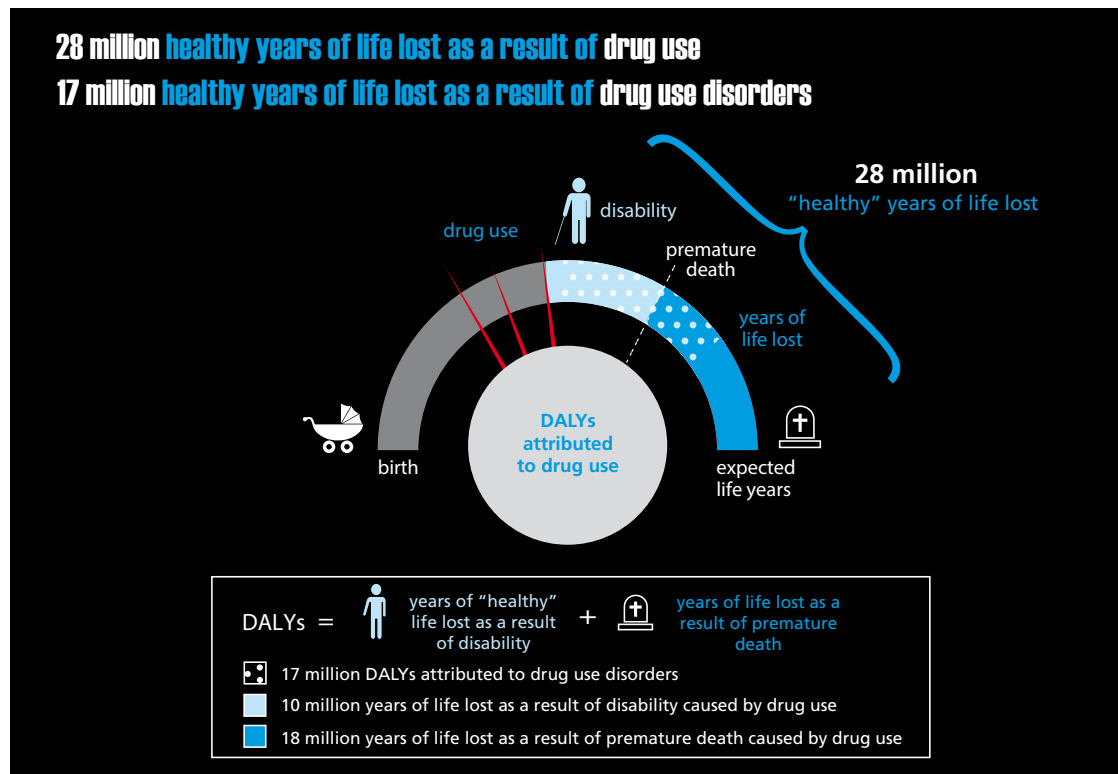 28 million healthy years of life lost as a result of drug use
17 million healthy years of life lost as a result of drug use disorders
28 million
“healthy” years of life lost
disability
drug use
premature
death
years of
life lost
DALYs
attributed
to drug use
birth
expected
life years
DALYs =
years of “healthy”
life lost as a result
of disability
+
years of life lost as a
result of premature
death
17 million DALYs attributed to drug use disorders
10 million years of life lost as a result of disability caused by drug use
18 million years of life lost as a result of premature death caused by drug use